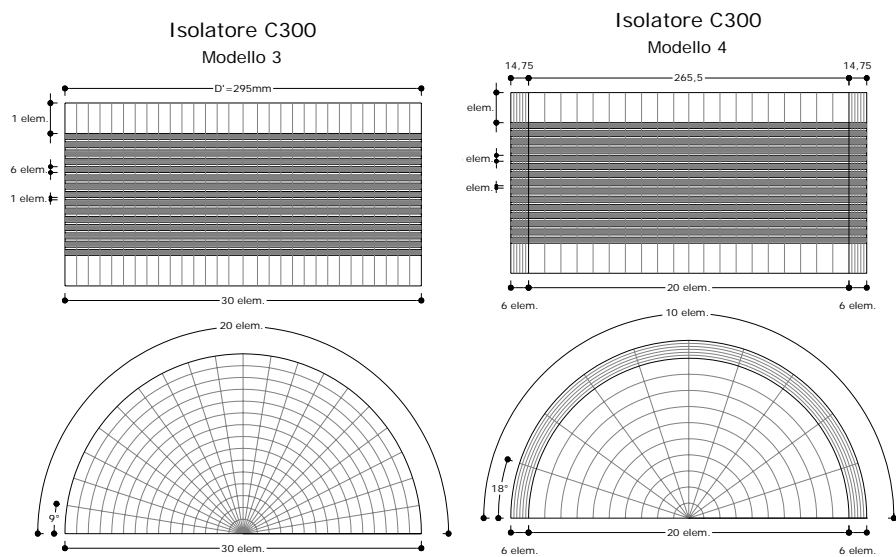 Isolatore C300
Modello 3
D'=295mm
1 elem.
6 elem.
1 elem.
30 elem.
20 elem.
9°
30 elem.
Isolatore C300
Modello 4
14,75
265,5
14,75
elem.
elem.
elem.
6 elem.
20 elem.
6 elem.
10 elem.
18°
6 elem.
20 elem.
6 elem.